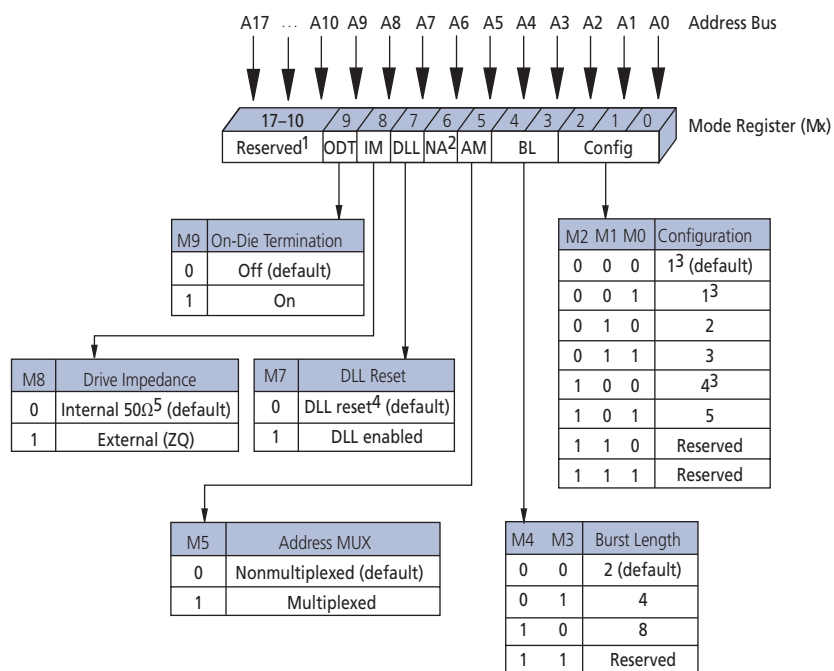 A17 ... A10 A9 A8 A7 A6 A5 A4 A3 A2 A1 A0 Address Bus
17–10 9 8 7 6 5 4 3 2 1 0 Mode Register (Mx)
Reserved1 ODT IM DLL NA2 AM BL Config
M9 On-Die Termination
0 Off (default)
1 On
M2 M1 M0 Configuration
0 0 0 13 (default)
0 0 1 13
0 1 0 2
0 1 1 3
1 0 0 43
1 0 1 5
1 1 0 Reserved
1 1 1 Reserved
M8 Drive Impedance
0 Internal 50Ω5 (default)
1 External (ZQ)
M7 DLL Reset
0 DLL reset4 (default)
1 DLL enabled
M5 Address MUX
0 Nonmultiplexed (default)
1 Multiplexed
M4 M3 Burst Length
0 0 2 (default)
0 1 4
1 0 8
1 1 Reserved